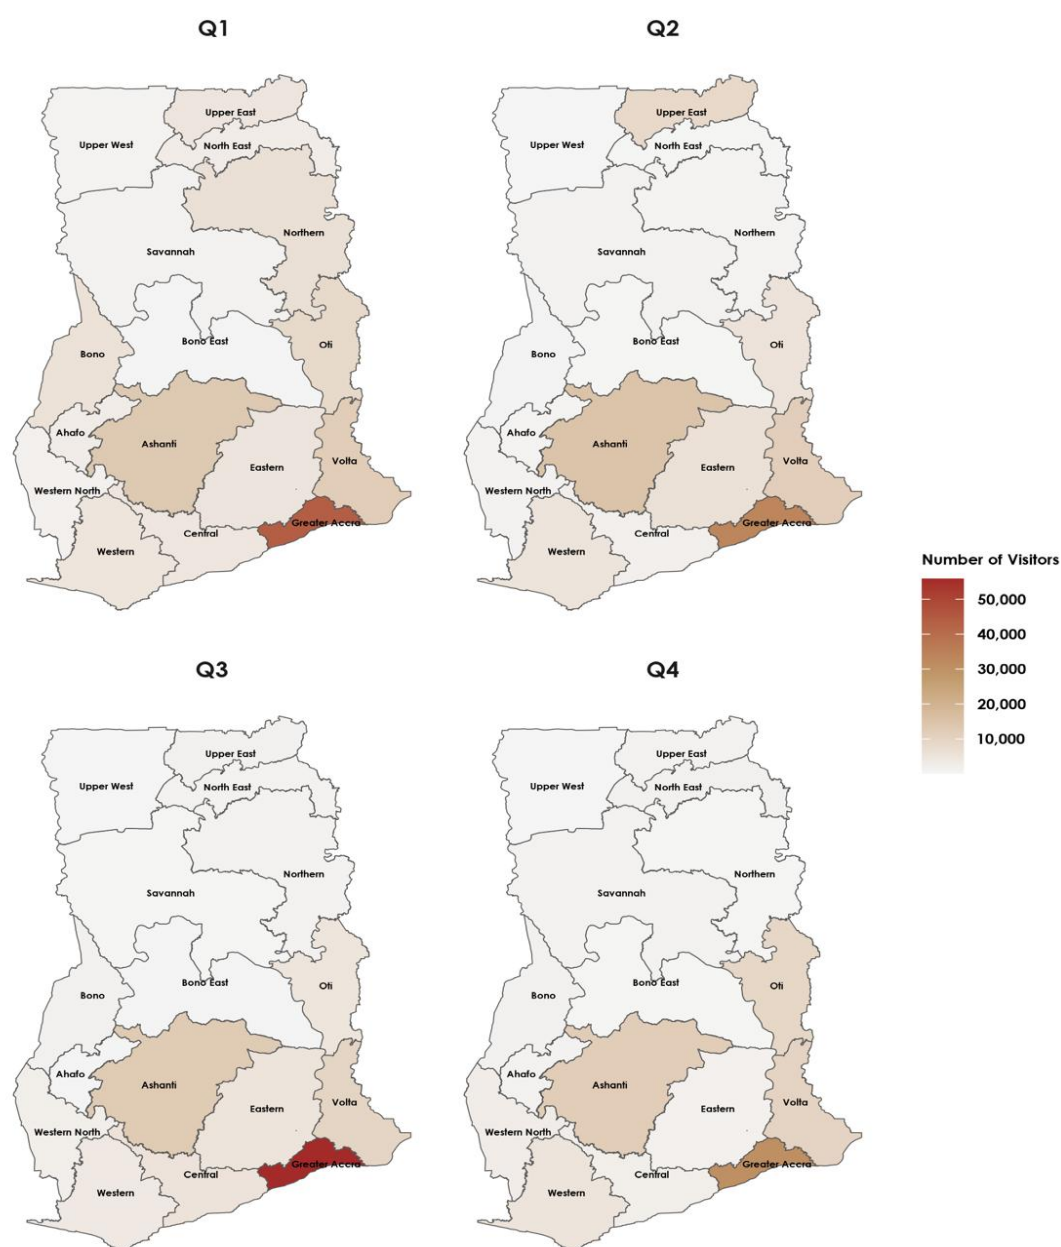 Q1
Upper West
Upper East
North East
Northern
Savannah
Bono East
Bono
Oti
Ahafo
Ashanti
Eastern
Volta
Western North
Greater Accra
Central
Western
Q2
Upper West
Upper East
North East
Northern
Savannah
Bono East
Bono
Oti
Ahafo
Ashanti
Eastern
Volta
Western North
Greater Accra
Central
Western
Number of Visitors
50,000
40,000
30,000
20,000
10,000
Q3
Upper West
Upper East
North East
Northern
Savannah
Bono East
Bono
Oti
Ahafo
Ashanti
Eastern
Volta
Western North
Greater Accra
Central
Western
Q4
Upper West
Upper East
North East
Northern
Savannah
Bono East
Bono
Oti
Ahafo
Ashanti
Eastern
Volta
Western North
Greater Accra
Central
Western